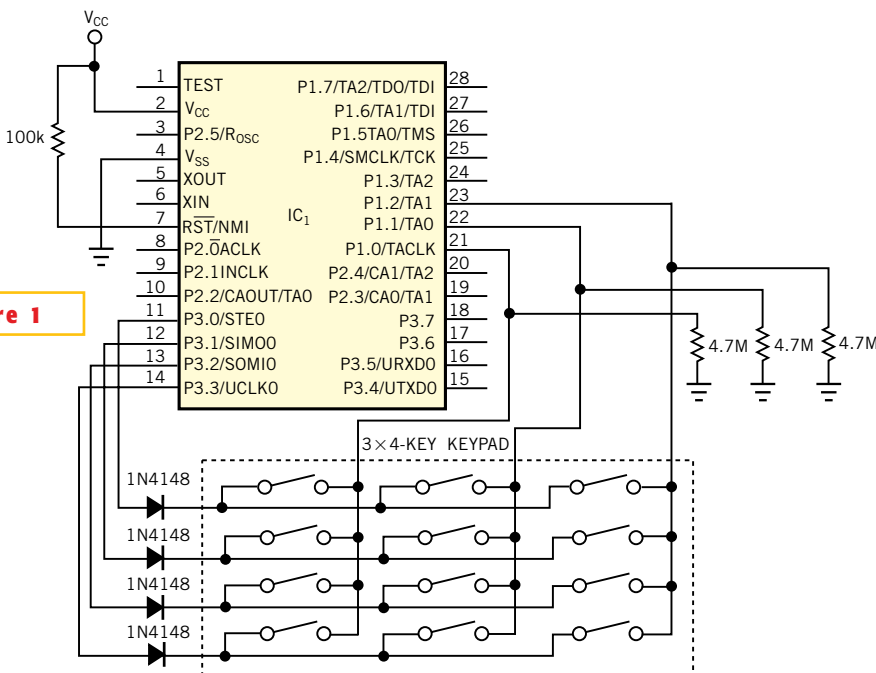 VCC
100k
1 TEST
2 VCC
3 P2.5/ROSC
4 VSS
5 XOUT
6 XIN
7 RST/NMI
8 P2.0ACLK
9 P2.1INCLK
10 P2.2/CAOUT/TA0
11 P3.0/STE0
12 P3.1/SIMO0
13 P3.2/SOMI0
14 P3.3/UCLK0
IC1
P1.7/TA2/TDO/TDI 28
P1.6/TA1/TDI 27
P1.5TA0/TMS 26
P1.4/SMCLK/TCK 25
P1.3/TA2 24
P1.2/TA1 23
P1.1/TA0 22
P1.0/TACLK 21
P2.4/CA1/TA2 20
P2.3/CA0/TA1 19
P3.7 18
P3.6 17
P3.5/URXD0 16
P3.4/UTXD0 15
re 1
4.7M 4.7M 4.7M
3×4-KEY KEYPAD
1N4148
1N4148
1N4148
1N4148